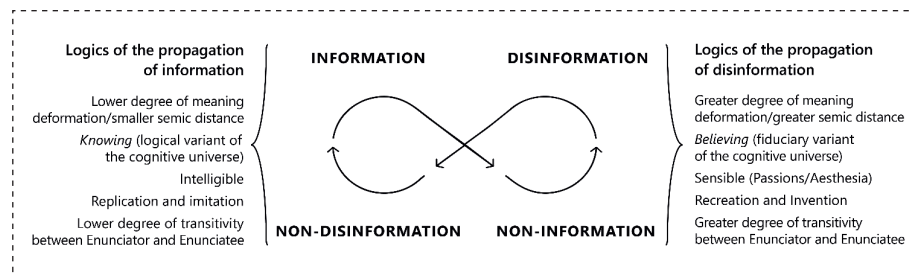 Logics of the propagation
of information
Lower degree of meaning
deformation/smaller semic distance
Knowing (logical variant of
the cognitive universe)
Intelligible
Replication and imitation
Lower degree of transitivity
between Enunciator and Enunciatee
INFORMATION
DISINFORMATION
NON-DISINFORMATION
NON-INFORMATION
Logics of the propagation
of disinformation
Greater degree of meaning
deformation/greater semic distance
Believing (fiduciary variant
of the cognitive universe)
Sensible (Passions/Aesthesia)
Recreation and Invention
Greater degree of transitivity
between Enunciator and Enunciatee